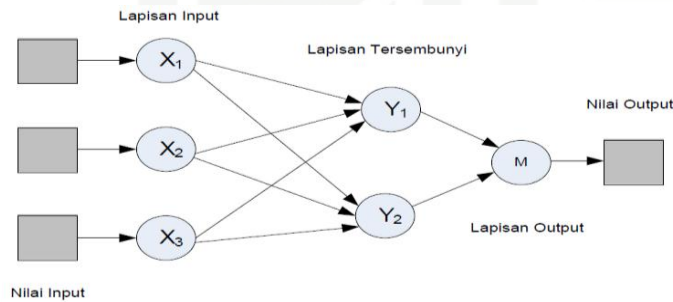 Lapisan Input
Lapisan Tersembunyi
Nilai Output
X1
X2
X3
Y1
Y2
M
Lapisan Output
Nilai Input